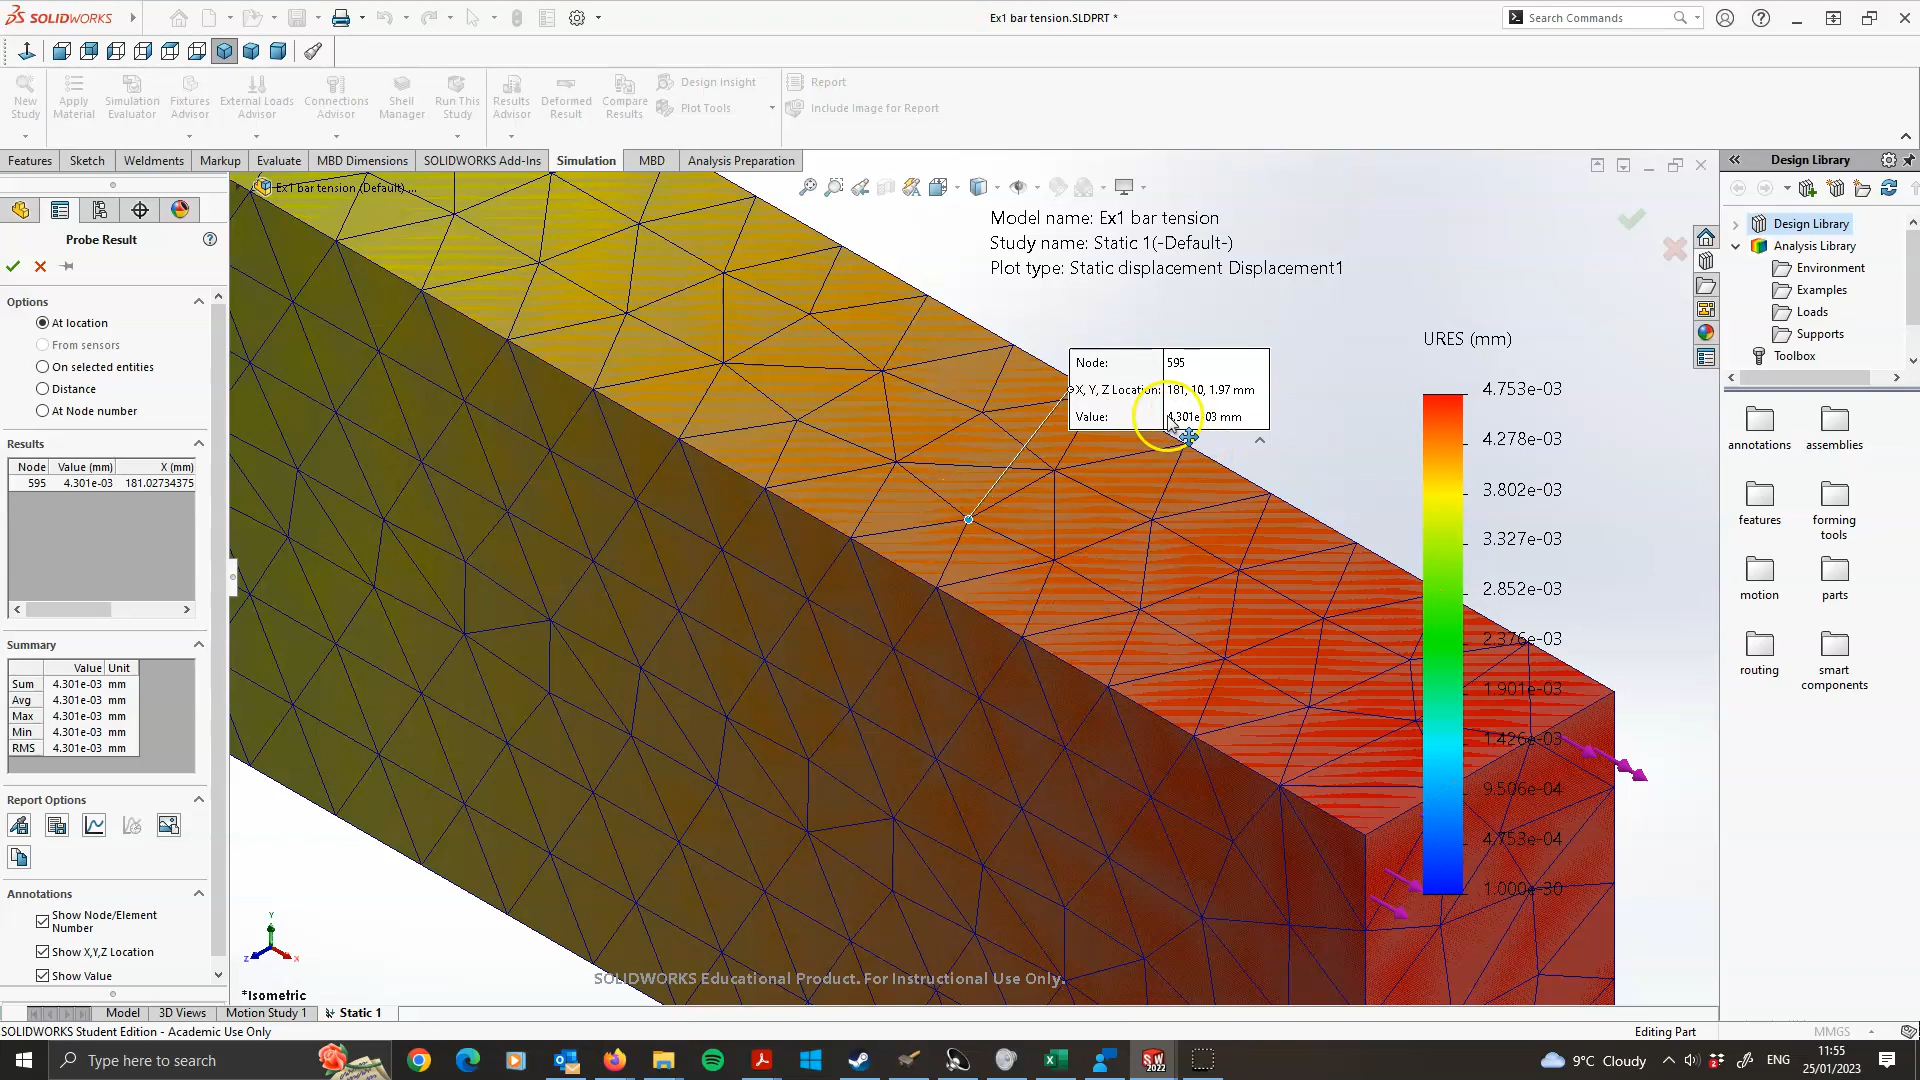 SOLIDWORKS
Ex1 bar tension.SLDPRT *
Search Commands
New Study
Apply Material
Simulation Evaluator
Fixtures Advisor
External Loads Advisor
Connections Advisor
Shell Manager
Run This Study
Results Advisor
Deformed Result
Compare Results
Design Insight
Plot Tools
Report
Include Image for Report
Features
Sketch
Weldments
Markup
Evaluate
MBD Dimensions
SOLIDWORKS Add-Ins
Simulation
MBD
Analysis Preparation
Probe Result
Options
At location
From sensors
On selected entities
Distance
At Node number
Results
Node Value (mm) X (mm)
595 4.301e-03 181.02734375
Summary
Value Unit
Sum 4.301e-03 mm
Avg 4.301e-03 mm
Max 4.301e-03 mm
Min 4.301e-03 mm
RMS 4.301e-03 mm
Report Options
Annotations
Show Node/Element Number
Show X,Y,Z Location
Show Value
Ex1 bar tension (Default) ...
Model name: Ex1 bar tension
Study name: Static 1(-Default-)
Plot type: Static displacement Displacement1
Node: 595
X, Y, Z Location: 181, 10, 1.97 mm
Value: 4.301e-03 mm
URES (mm)
4.753e-03
4.278e-03
3.802e-03
3.327e-03
2.852e-03
2.376e-03
1.901e-03
1.426e-03
9.506e-04
4.753e-04
1.000e-30
Y
Z
X
*Isometric
SOLIDWORKS Educational Product. For Instructional Use Only.
Design Library
Design Library
Analysis Library
Environment
Examples
Loads
Supports
Toolbox
annotations
assemblies
features
forming tools
motion
parts
routing
smart components
Model
3D Views
Motion Study 1
Static 1
SOLIDWORKS Student Edition - Academic Use Only
Editing Part
MMGS
Type here to search
SW 2022
9°C Cloudy
ENG
11:55
25/01/2023